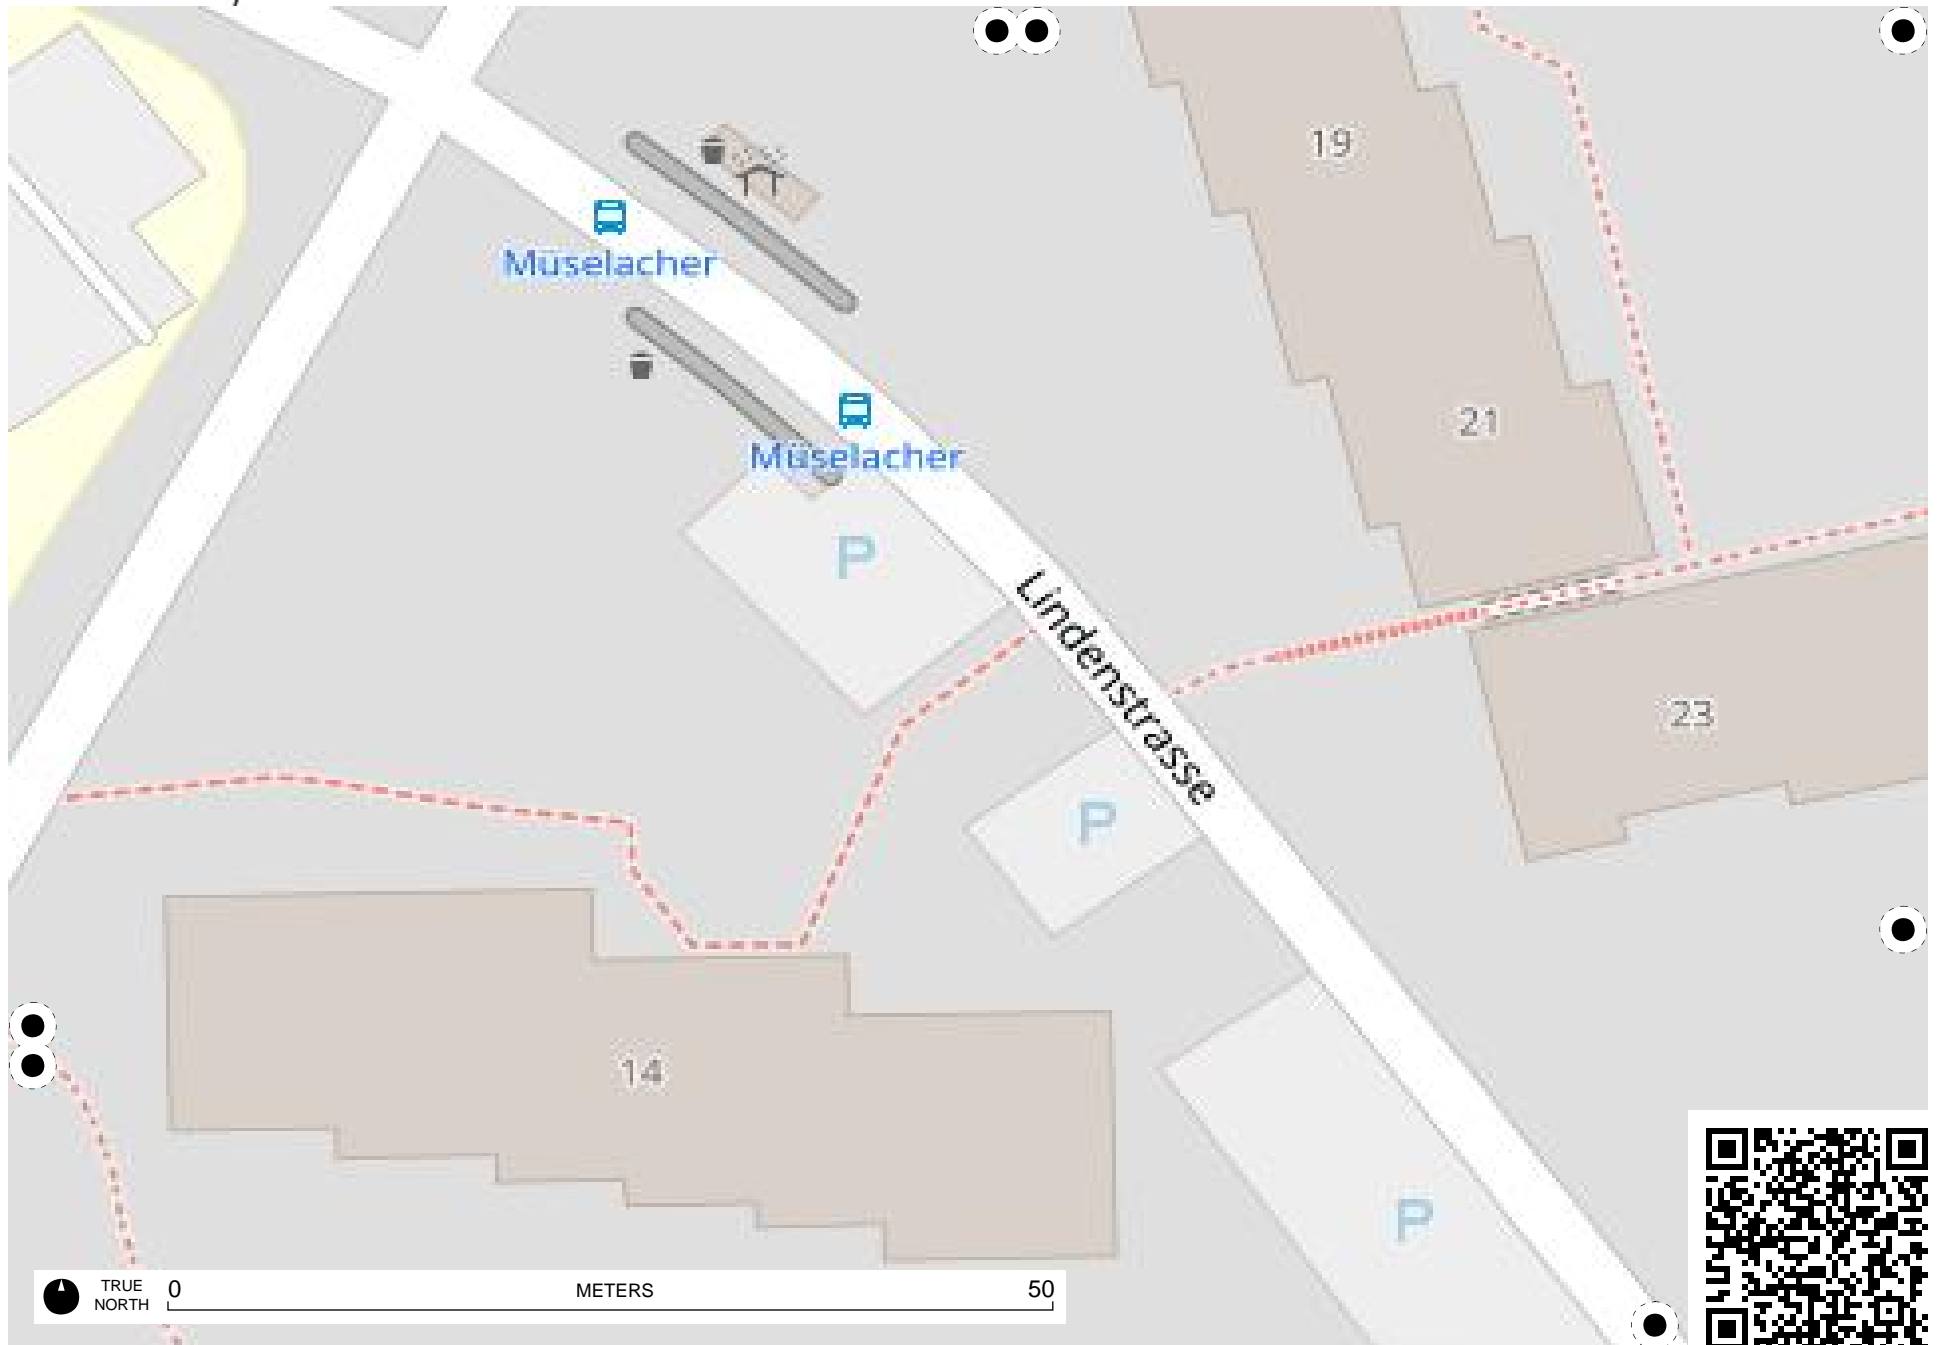 19
Müselacher
21
Müselacher
P
Lindenstrasse
23
P
14
P
TRUE
NORTH
0
METERS
50